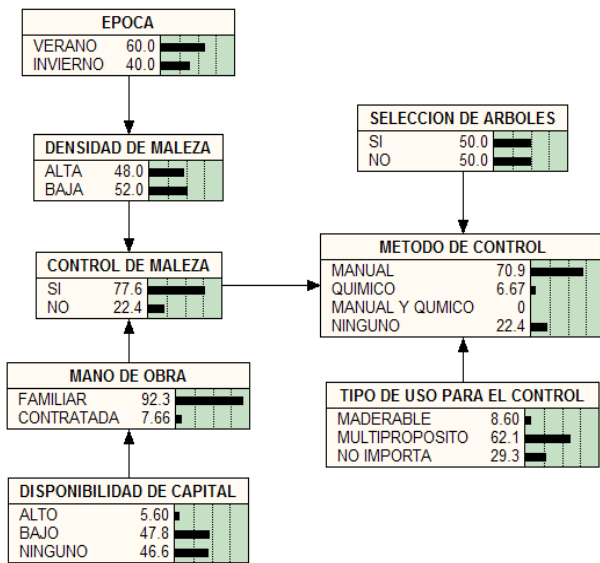 EPOCA
VERANO 60.0
INVIERNO 40.0
DENSIDAD DE MALEZA
ALTA 48.0
BAJA 52.0
CONTROL DE MALEZA
SI 77.6
NO 22.4
MANO DE OBRA
FAMILIAR 92.3
CONTRATADA 7.66
DISPONIBILIDAD DE CAPITAL
ALTO 5.60
BAJO 47.8
NINGUNO 46.6
SELECCION DE ARBOLES
SI 50.0
NO 50.0
METODO DE CONTROL
MANUAL 70.9
QUIMICO 6.67
MANUAL Y QUMICO 0
NINGUNO 22.4
TIPO DE USO PARA EL CONTROL
MADERABLE 8.60
MULTIPROPOSITO 62.1
NO IMPORTA 29.3